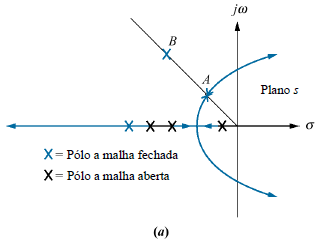 jω
B
A
Plano s
σ
X = Pólo a malha fechada
X = Pólo a malha aberta
(a)